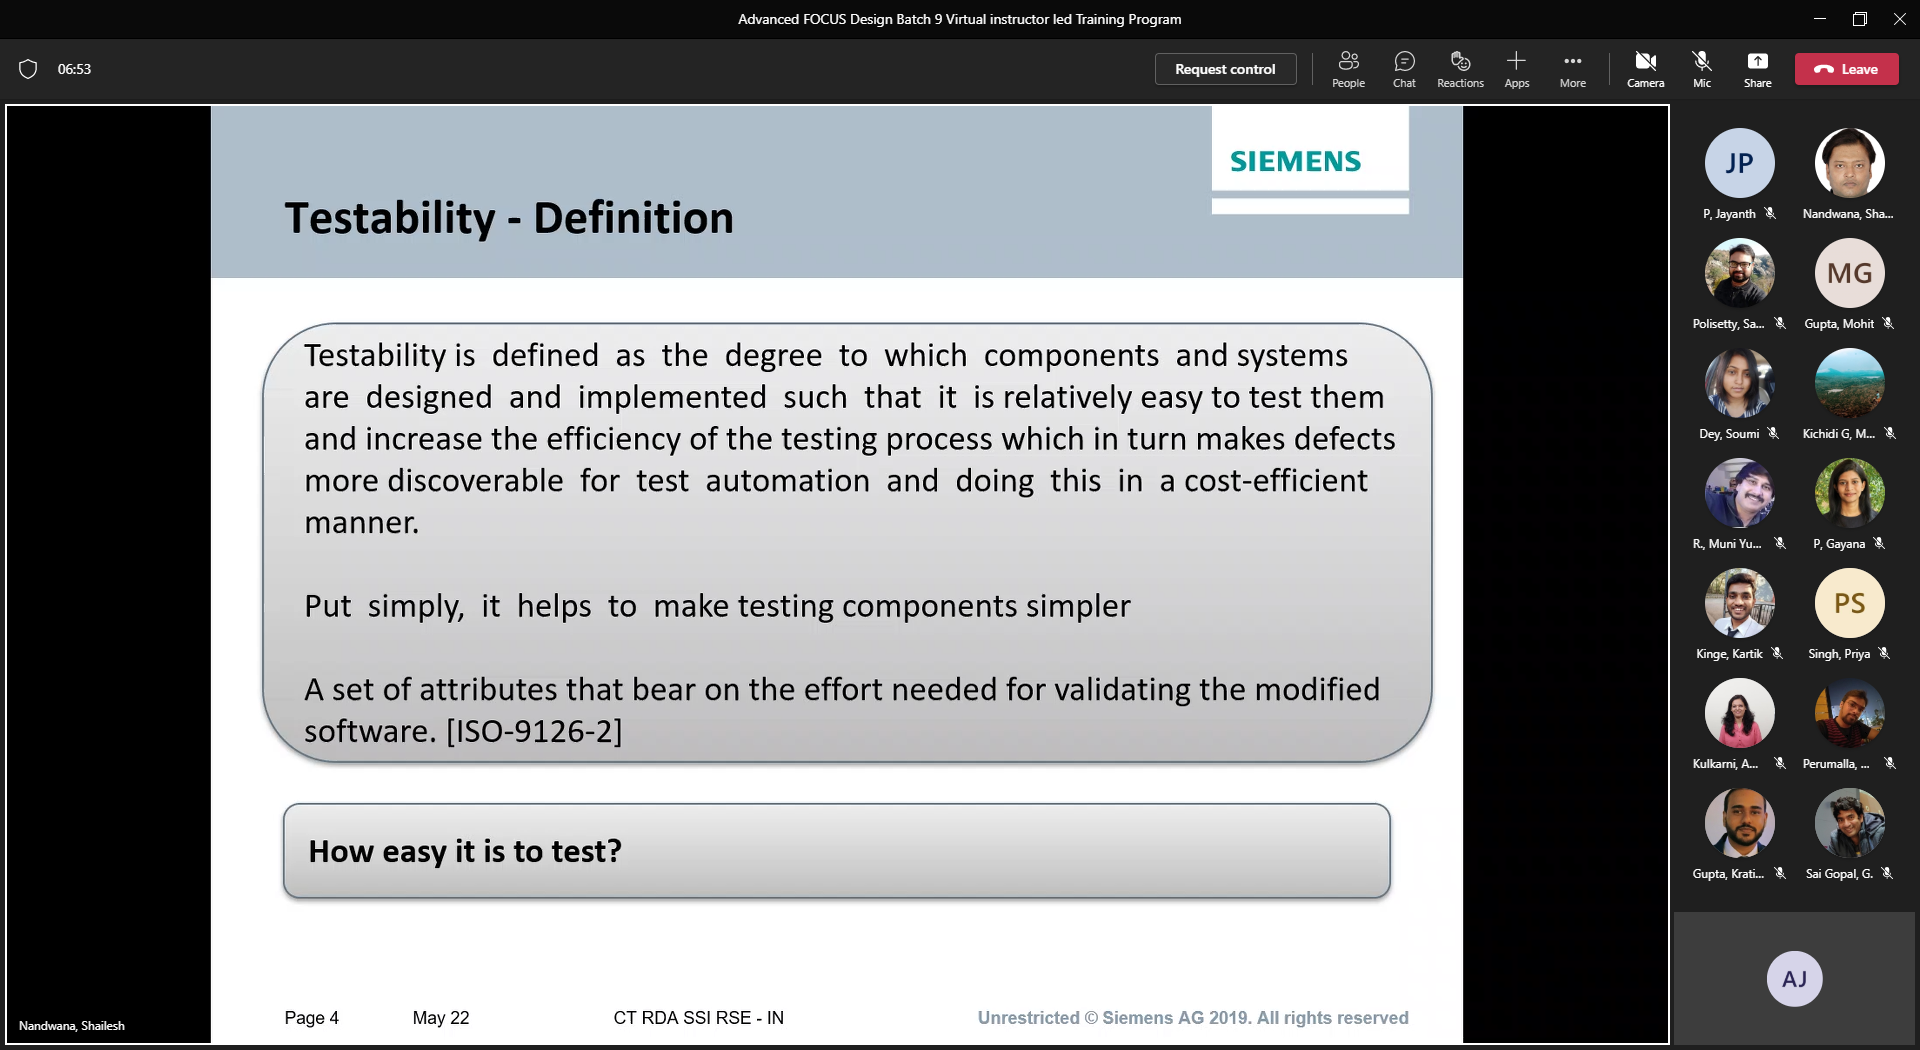 Advanced FOCUS Design Batch 9 Virtual instructor led Training Program
06:53
Request control
People
Chat
Reactions
Apps
More
Camera
Mic
Share
Leave
SIEMENS
Testability - Definition
Testability is defined as the degree to which components and systems
are designed and implemented such that it is relatively easy to test them
and increase the efficiency of the testing process which in turn makes defects
more discoverable for test automation and doing this in a cost-efficient
manner.
Put simply, it helps to make testing components simpler
A set of attributes that bear on the effort needed for validating the modified
software. [ISO-9126-2]
How easy it is to test?
Page 4
May 22
CT RDA SSI RSE - IN
Unrestricted © Siemens AG 2019. All rights reserved
Nandwana, Shailesh
JP
P, Jayanth
Nandwana, Sha...
Polisetty, Sa...
MG
Gupta, Mohit
Dey, Soumi
Kichidi G, M...
R., Muni Yu...
P, Gayana
Kinge, Kartik
PS
Singh, Priya
Kulkarni, A...
Perumalla, ...
Gupta, Krati...
Sai Gopal, G.
AJ